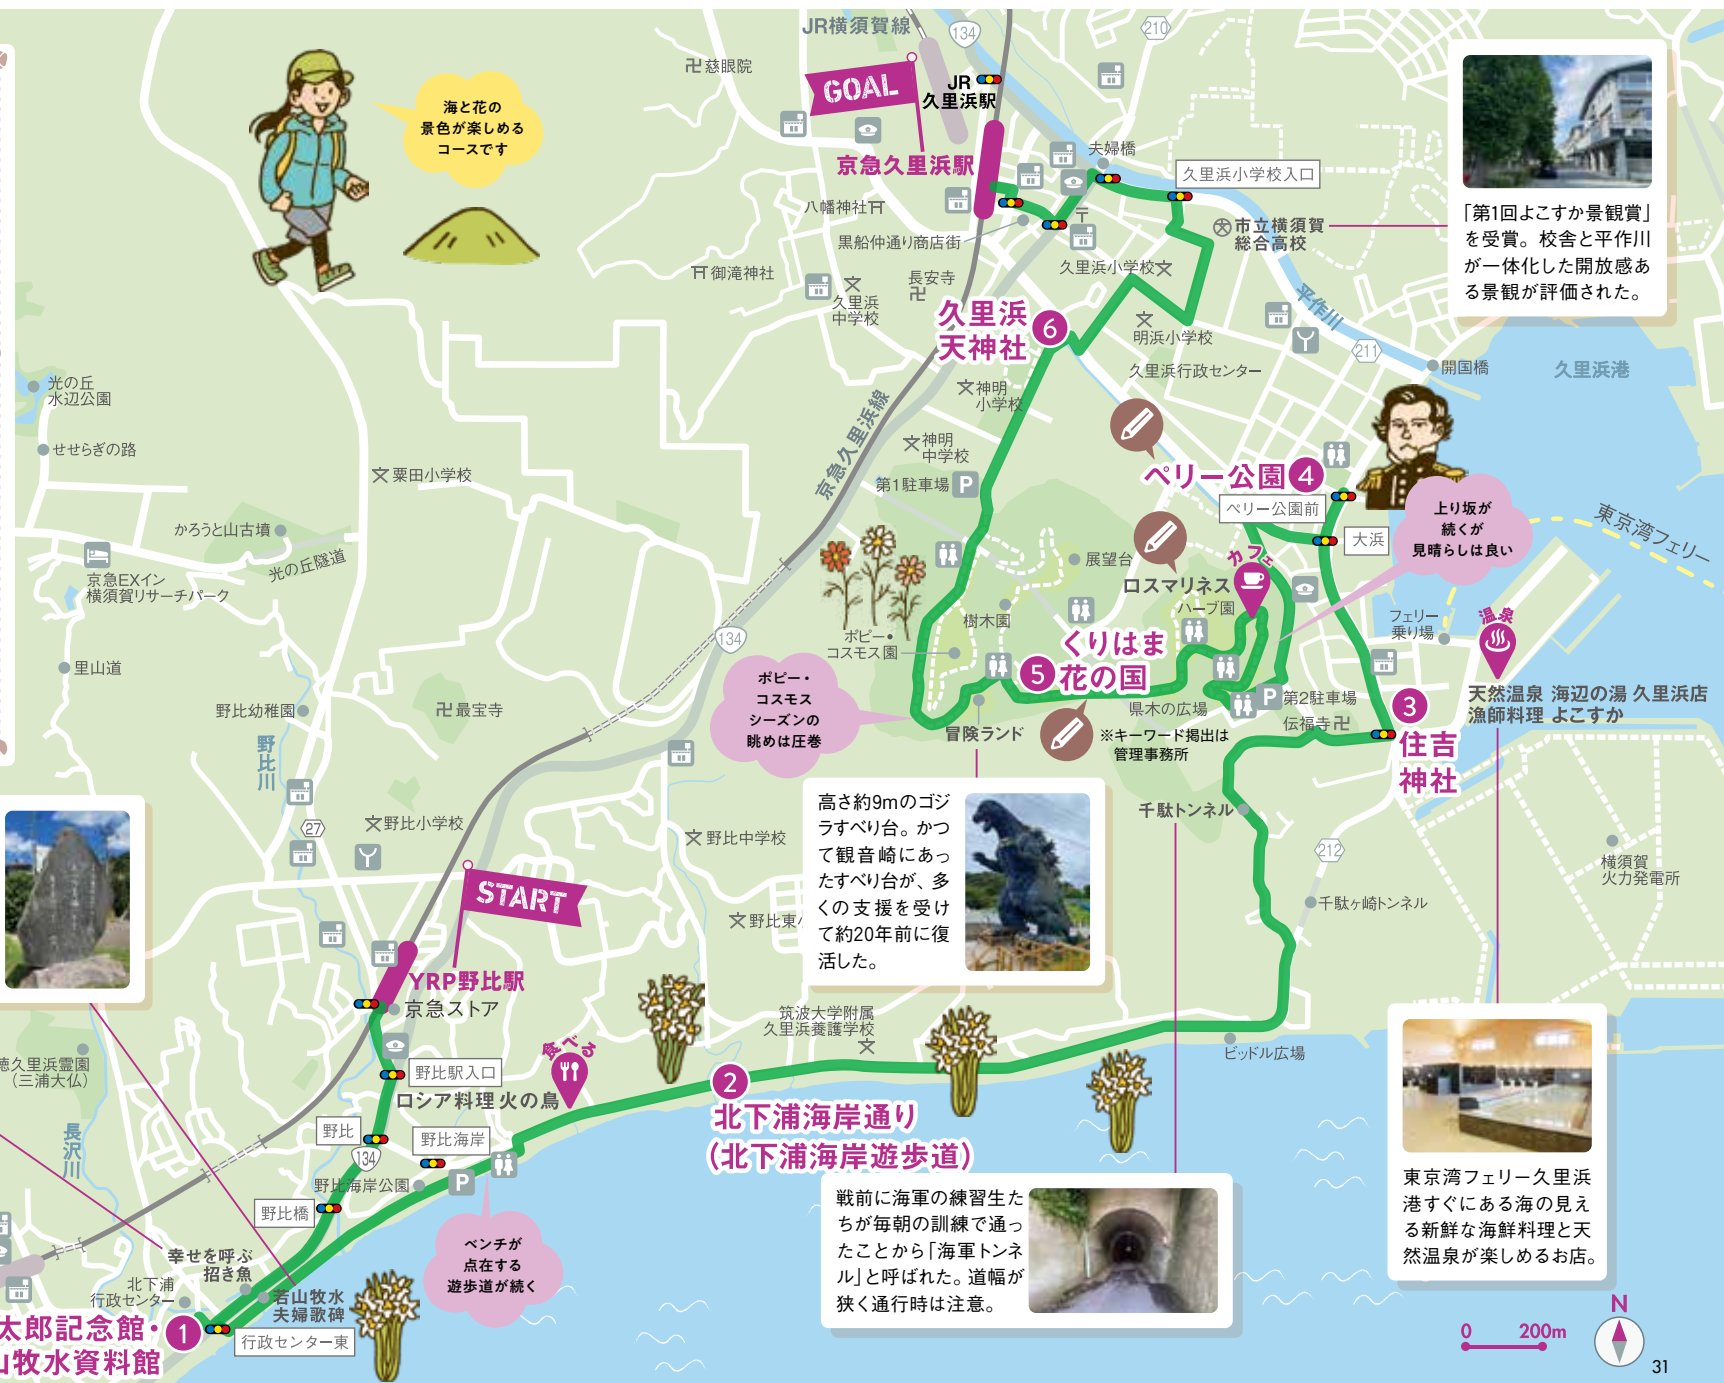 JR横須賀線
134
210
卍慈眼院
GOAL
JR
久里浜駅
京急久里浜駅
海と花の
景色が楽しめる
コースです
夫婦橋
久里浜小学校入口
八幡神社
黒船仲通り商店街
〒
市立横須賀
総合高校
「第1回よこすか景観賞」
を受賞。校舎と平作川
が一体化した開放感あ
る景観が評価された。
御滝神社
久里浜
中学校
長安寺
卍
久里浜小学校
平作川
久里浜
天神社
6
明浜小学校
211
久里浜行政センター
開国橋
久里浜港
光の丘
水辺公園
神明
小学校
京急久里浜線
せせらぎの路
粟田小学校
神明
中学校
第1駐車場
P
ペリー公園
4
ペリー公園前
大浜
上り坂が
続くが
見晴らしは良い
東京湾フェリー
かろうと山古墳
光の丘隧道
京急EXイン
横須賀リサーチパーク
展望台
カフェ
ロスマリネス
ハーブ園
樹木園
フェリー
乗り場
温泉
134
ポピー・
コスモス園
くりはま
花の国
5
里山道
ポピー・
コスモス
シーズンの
眺めは圧巻
P
第2駐車場
県木の広場
伝福寺卍
3
住吉
神社
天然温泉 海辺の湯 久里浜店
漁師料理 よこすか
野比幼稚園
卍最宝寺
野比川
冒険ランド
※キーワード掲出は
管理事務所
27
野比小学校
野比中学校
高さ約9mのゴジ
ラすべり台。かつ
て観音崎にあっ
たすべり台が、多
くの支援を受け
て約20年前に復
活した。
千駄トンネル
212
横須賀
火力発電所
START
野比東
千駄ヶ崎トンネル
YRP野比駅
京急ストア
筑波大学附属
久里浜養護学校
ビッドル広場
久里浜霊園
（三浦大仏）
野比駅入口
食べる
ロシア料理 火の鳥
2
北下浦海岸通り
（北下浦海岸遊歩道）
長沢川
野比
野比海岸
134
野比海岸公園
P
野比橋
ベンチが
点在する
遊歩道が続く
戦前に海軍の練習生た
ちが毎朝の訓練で通っ
たことから「海軍トンネ
ル」と呼ばれた。道幅が
狭く通行時は注意。
東京湾フェリー久里浜
港すぐにある海の見え
る新鮮な海鮮料理と天
然温泉が楽しめるお店。
幸せを呼ぶ
招き魚
北下浦
行政センター
若山牧水
夫婦歌碑
太郎記念館・
山牧水資料館
1
行政センター東
N
0 200m
31